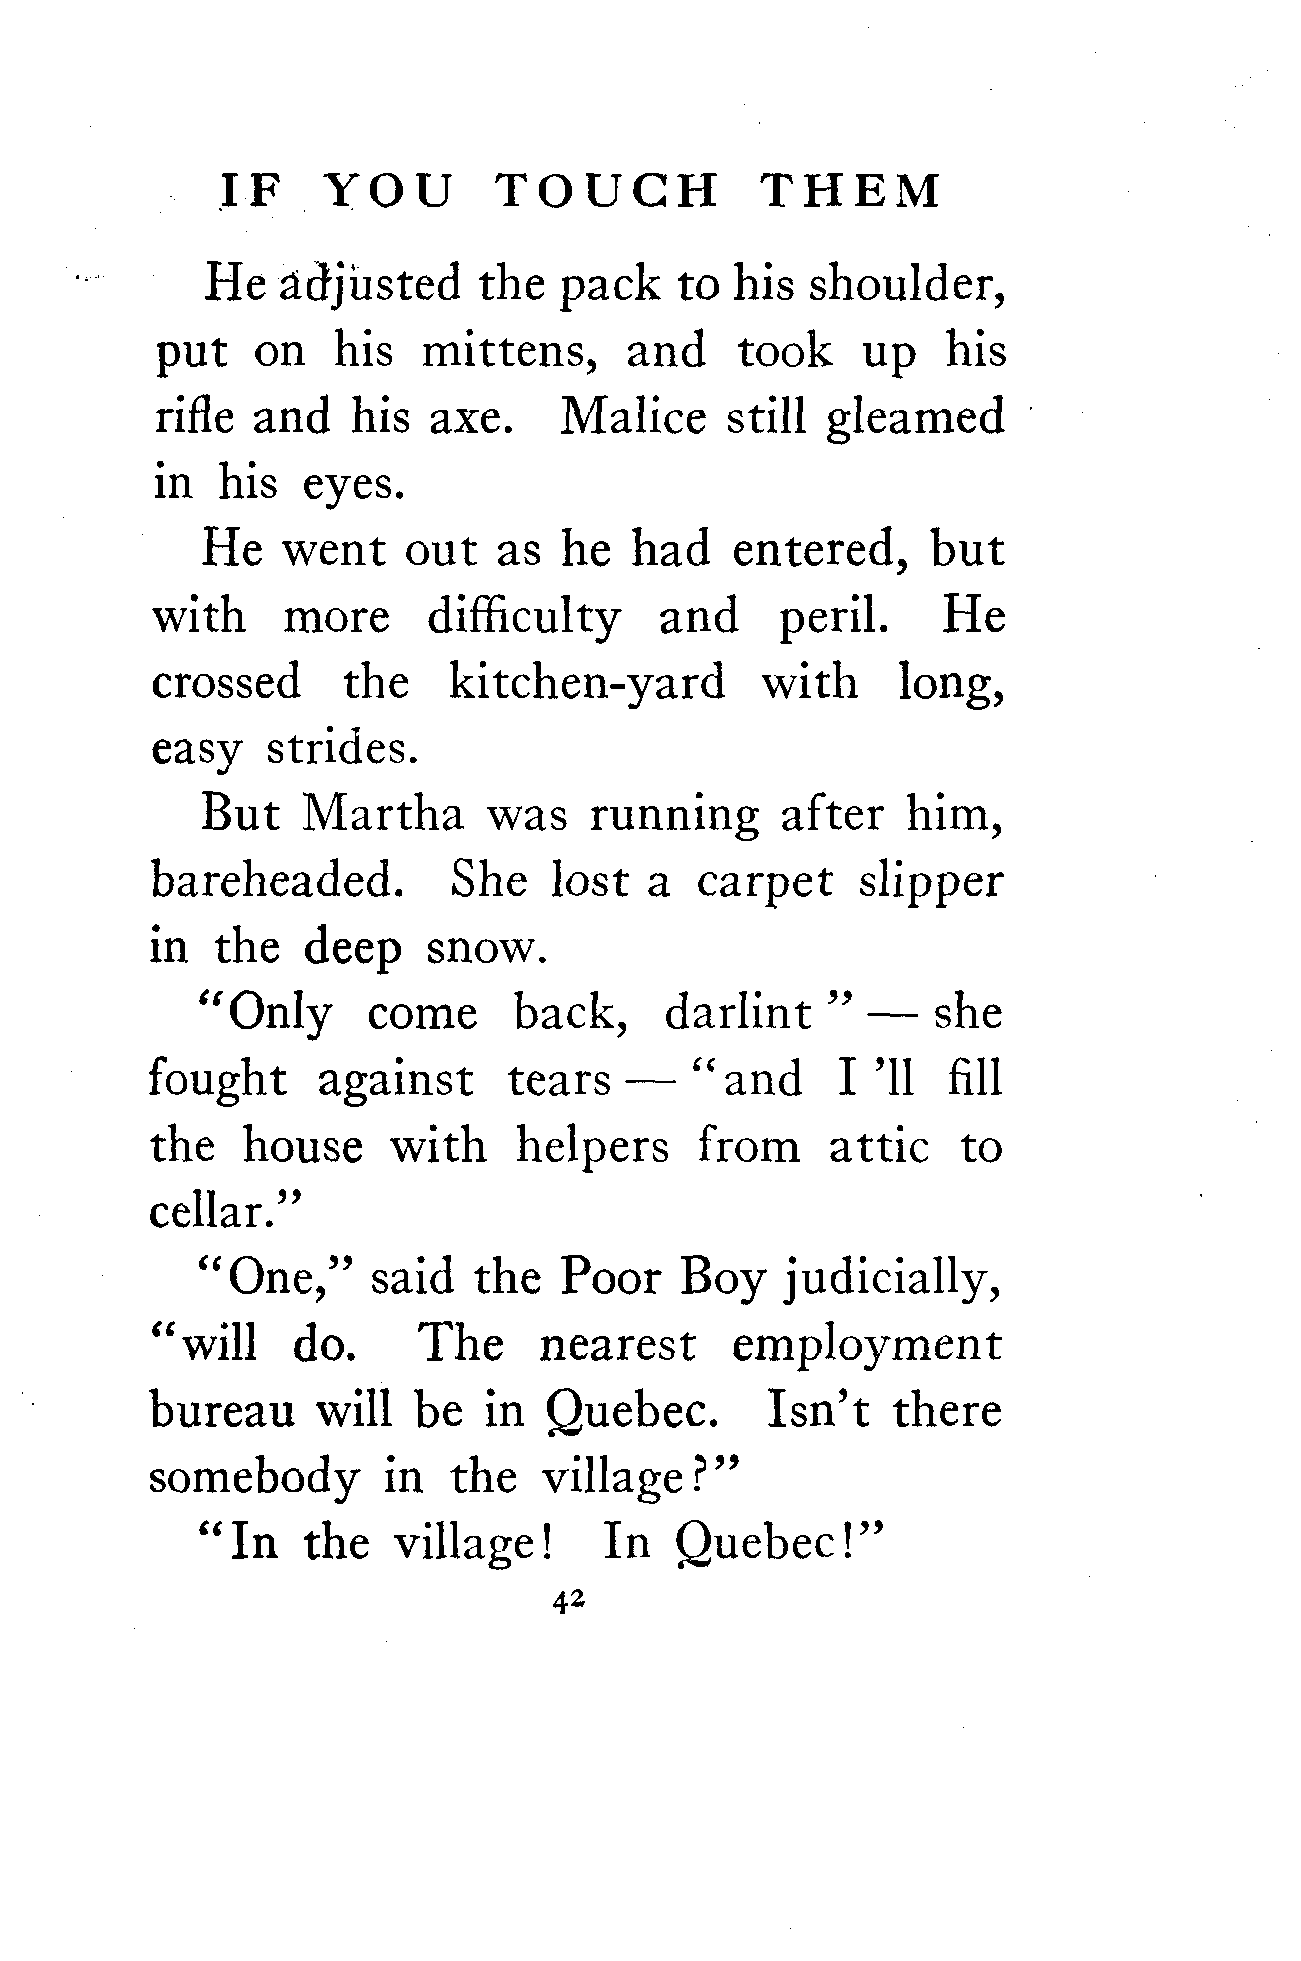 IF YOU TOUCH THEM
He adjusted the pack to his shoulder,
put on his mittens, and took up his
rifle and his axe. Malice still gleamed
in his eyes.
He went out as he had entered, but
with more difficulty and peril. He
crossed the kitchen-yard with long,
easy strides.
But Martha was running after him,
bareheaded. She lost a carpet slipper
in the deep snow.
“Only come back, darlint” — she
fought against tears — “and I’ll fill
the house with helpers from attic to
cellar.”
“One,” said the Poor Boy judicially,
“will do. The nearest employment
bureau will be in Quebec. Isn’t there
somebody in the village?”
“In the village! In Quebec!”
42